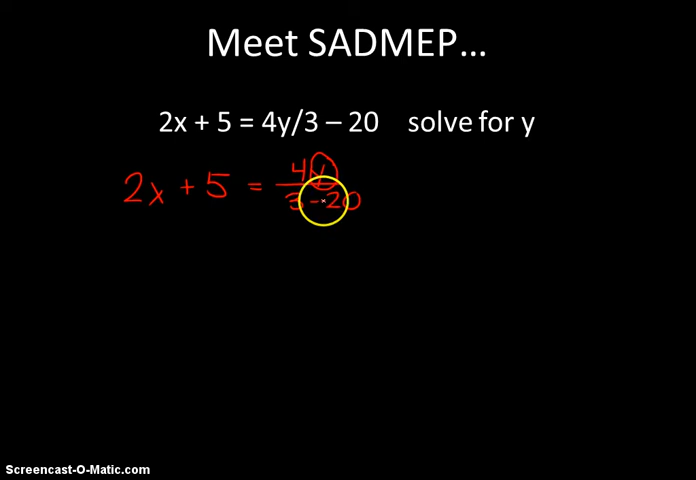 Meet SADMEP...
2x + 5 = 4y/3 – 20 solve for y
2x + 5 = 4y
3 - 20
Screencast-O-Matic.com